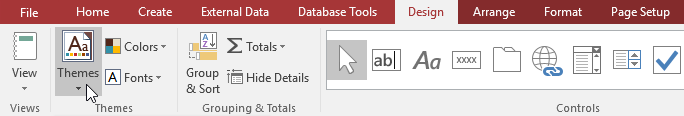 File Home Create External Data Database Tools Design Arrange Format Page Setup
View Themes Aa Colors Group & Sort Totals ab Aa xxxx
A Fonts Hide Details
Views Themes Grouping & Totals Controls